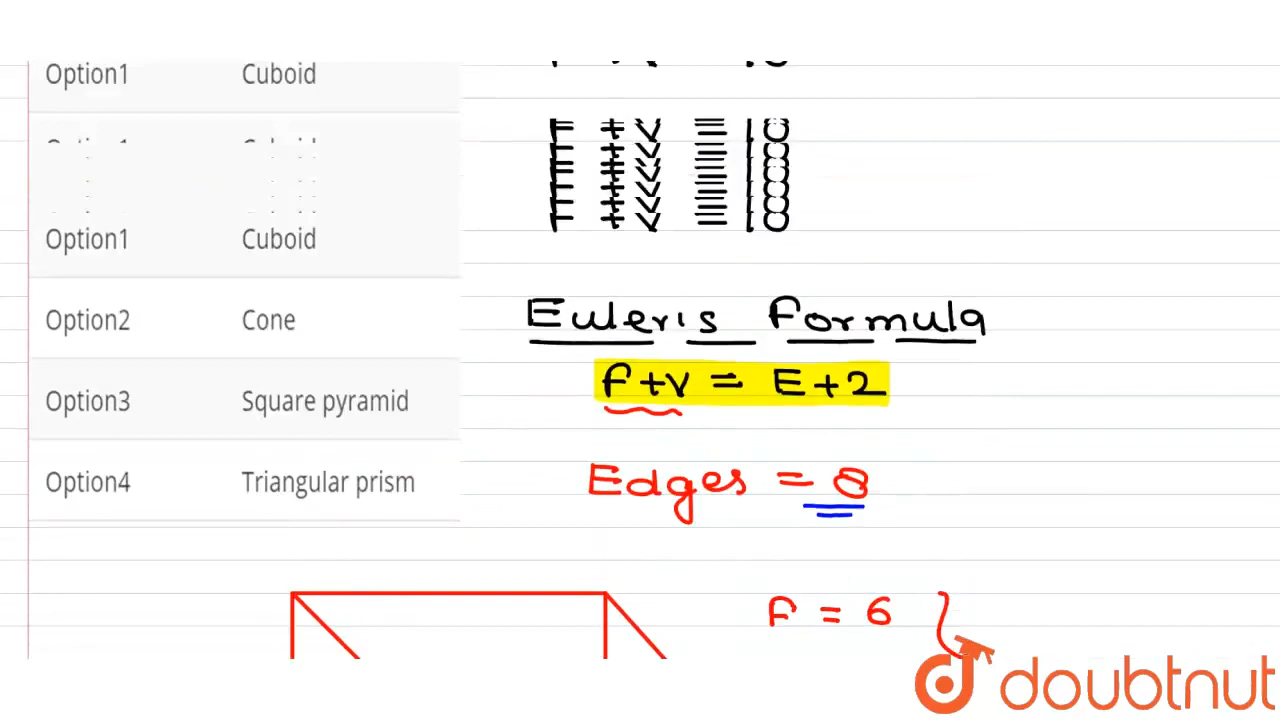 Option1 Cuboid
F + V = 10
Option1 Cuboid
Option2 Cone
Option3 Square pyramid
Option4 Triangular prism
Euler's Formula
F+V = E+2
Edges = 8
F = 6
doubtnut